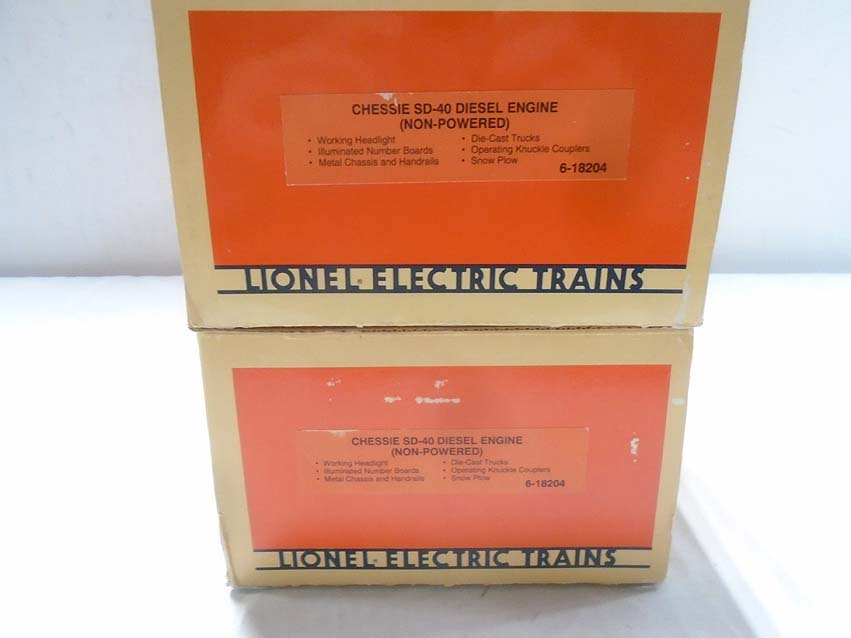 CHESSIE SD-40 DIESEL ENGINE
(NON-POWERED)
• Working Headlight • Die-Cast Trucks
• Illuminated Number Boards • Operating Knuckle Couplers
• Metal Chassis and Handrails • Snow Plow
6-18204
LIONEL ELECTRIC TRAINS
CHESSIE SD-40 DIESEL ENGINE
(NON-POWERED)
• Working Headlight • Die-Cast Trucks
• Illuminated Number Boards • Operating Knuckle Couplers
• Metal Chassis and Handrails • Snow Plow
6-18204
LIONEL ELECTRIC TRAINS